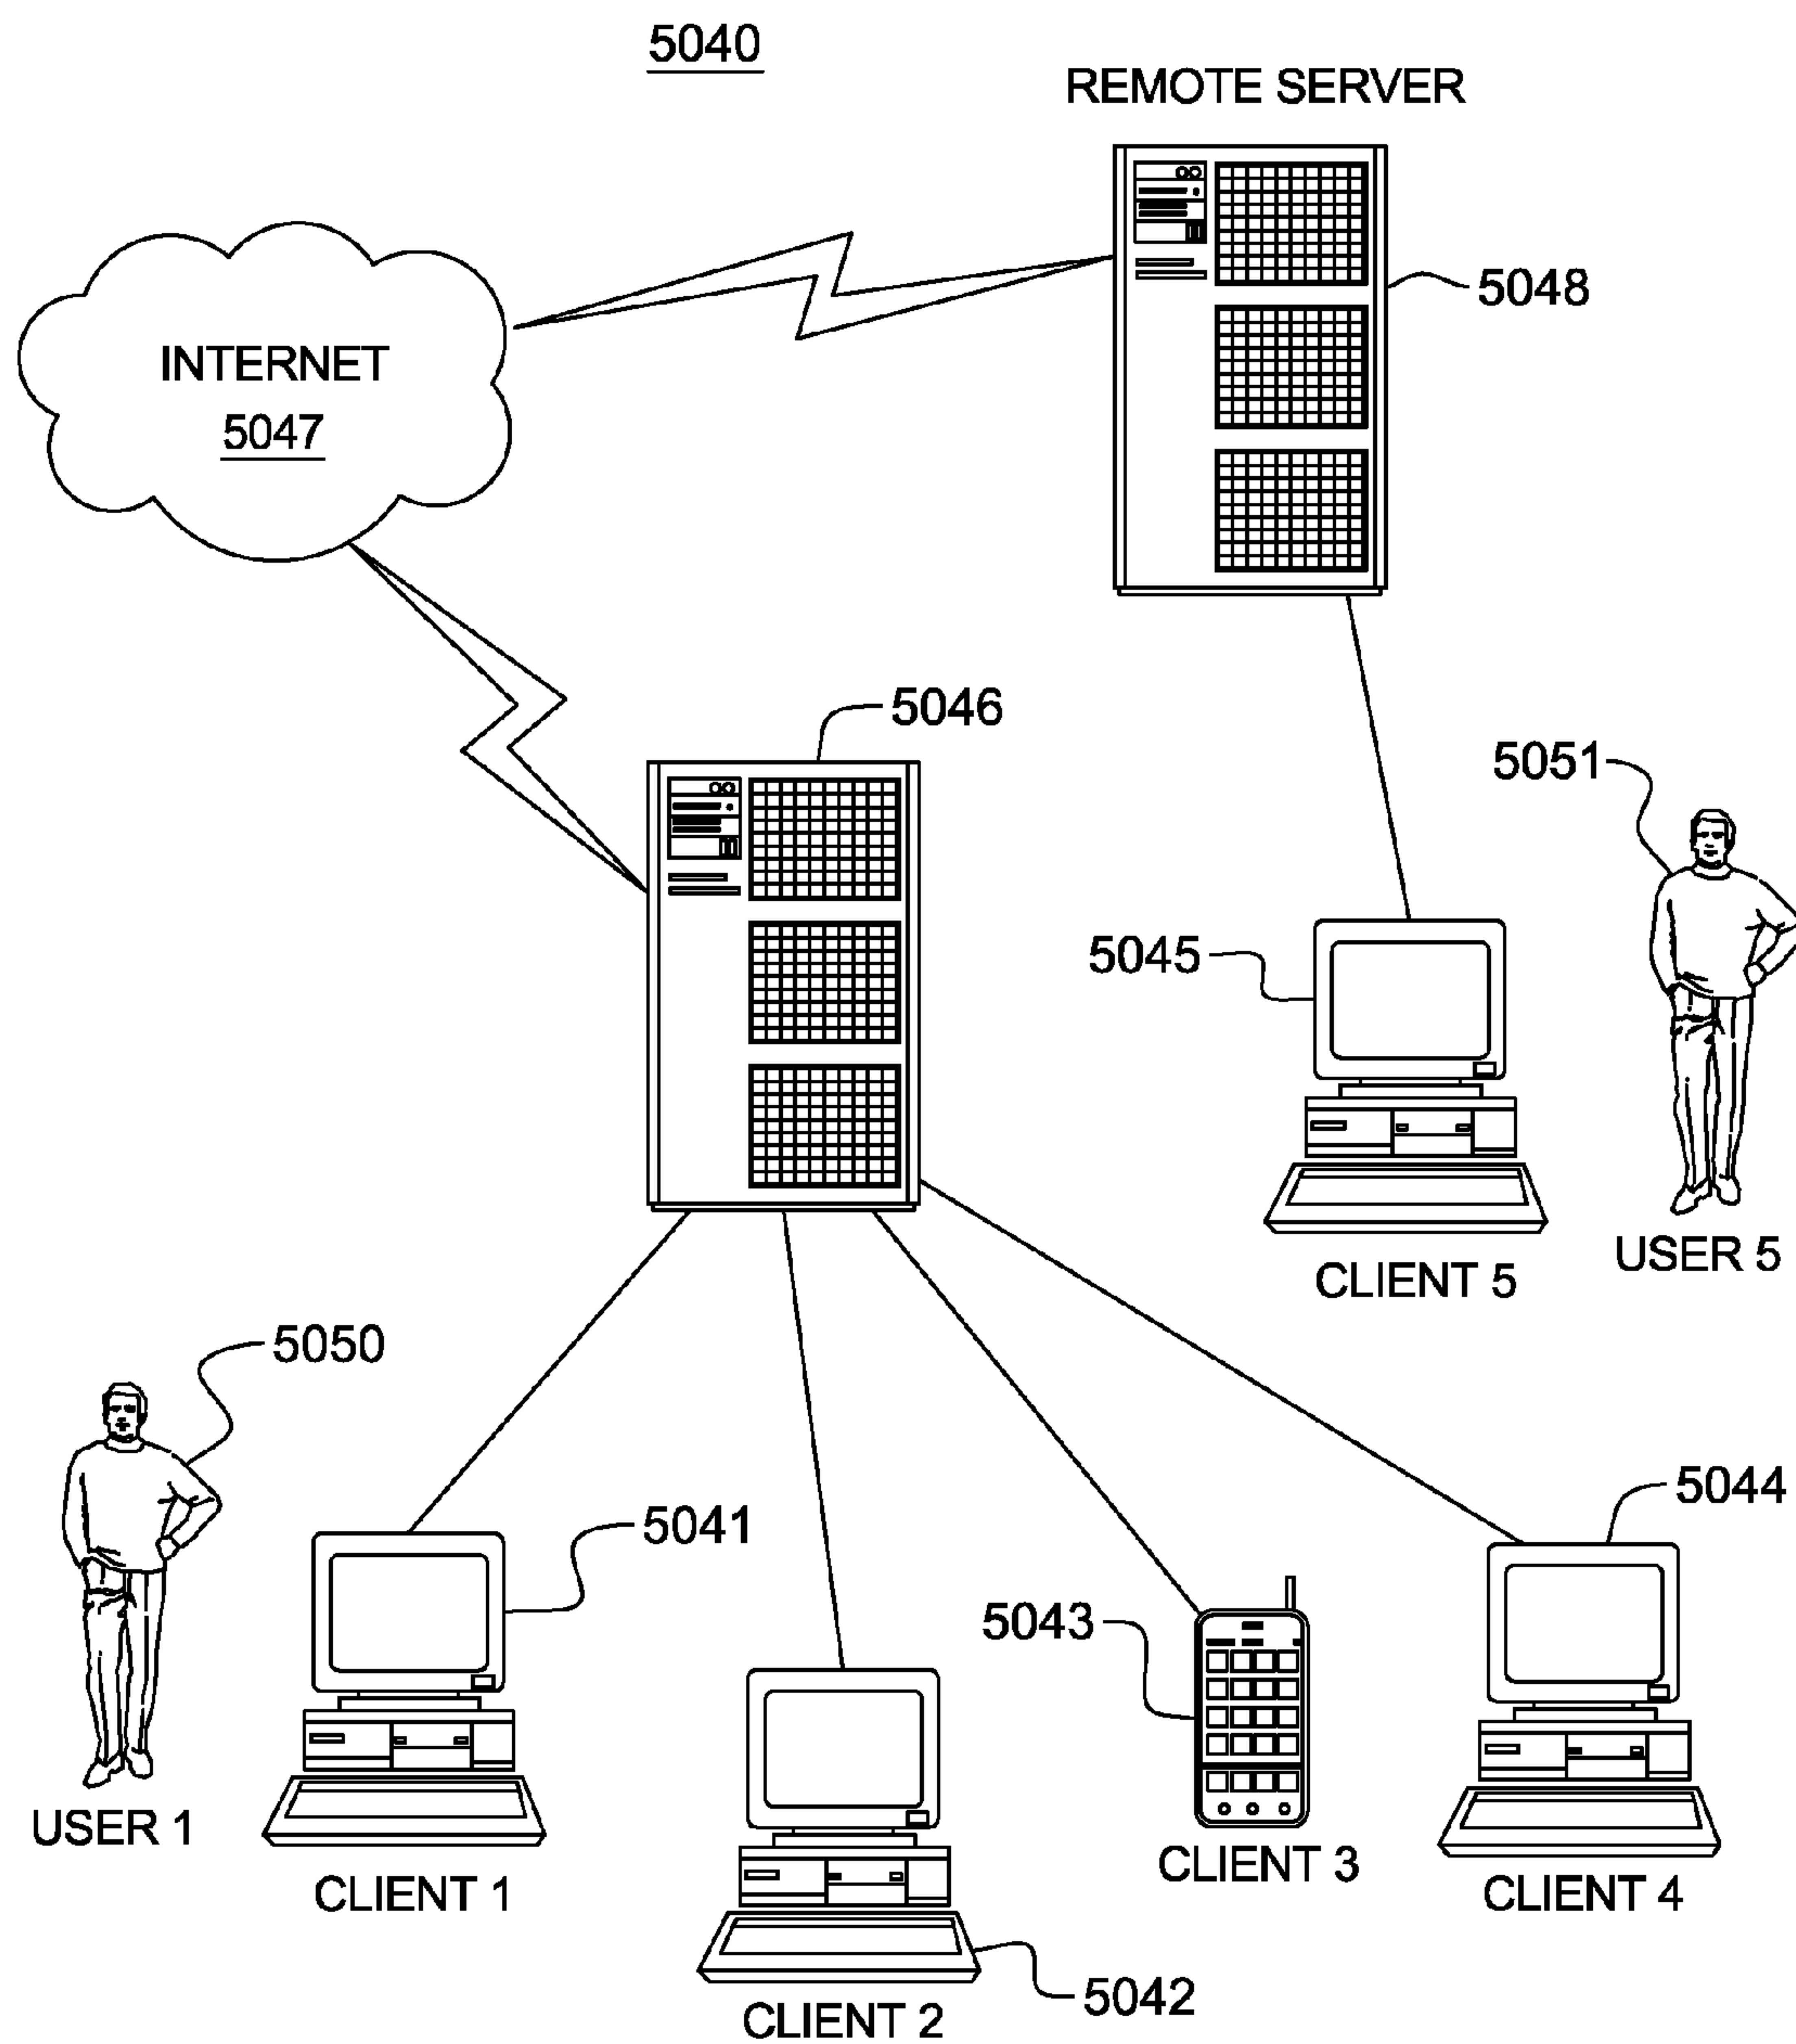 5040
REMOTE SERVER
5048
INTERNET
5047
5046
5051
5045
USER 5
CLIENT 5
5050
5041
5044
5043
USER 1
CLIENT 1
CLIENT 3
CLIENT 4
5042
CLIENT 2